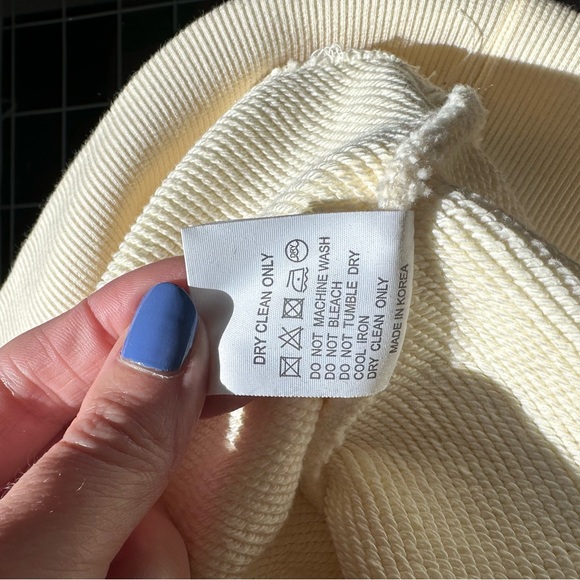 DRY CLEAN ONLY
DO NOT MACHINE WASH
DO NOT BLEACH
DO NOT TUMBLE DRY
COOL IRON
DRY CLEAN ONLY
MADE IN KOREA